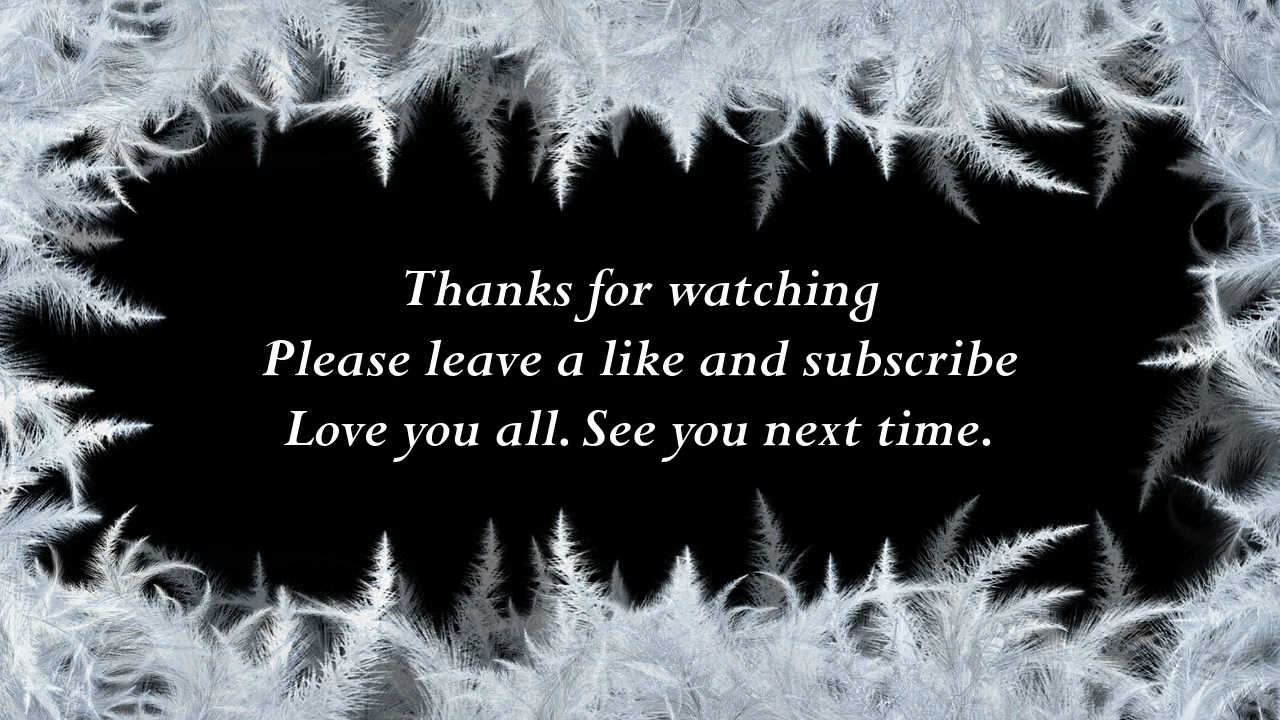 Thanks for watching
Please leave a like and subscribe
Love you all. See you next time.